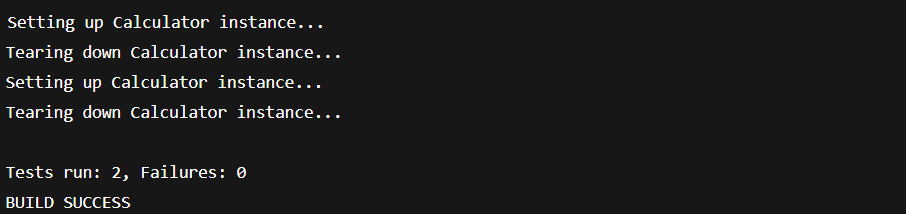 Setting up Calculator instance...
Tearing down Calculator instance...
Setting up Calculator instance...
Tearing down Calculator instance...
Tests run: 2, Failures: 0
BUILD SUCCESS